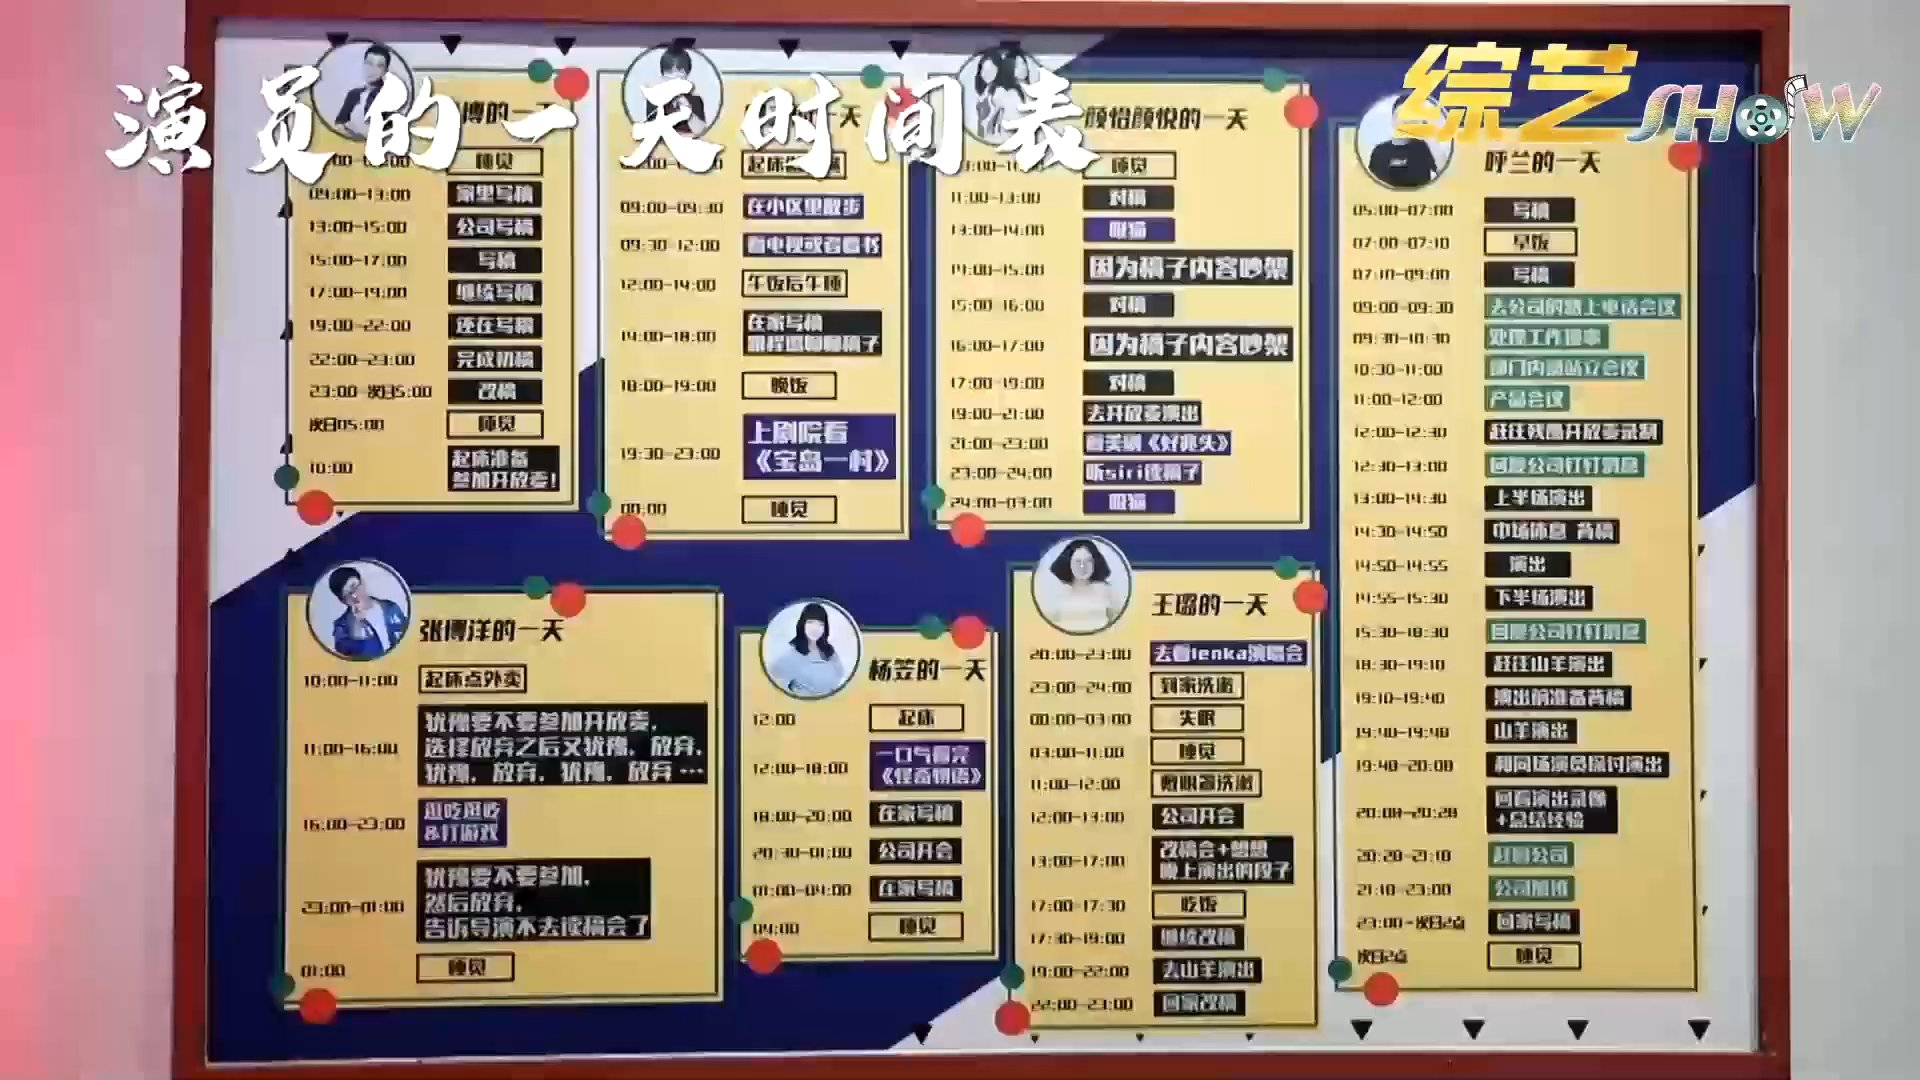 演员的一天时间表
综艺SHOW
博的一天
睡觉
09:00-13:00 家里写稿
13:00-15:00 公司写稿
15:00-17:00 写稿
17:00-19:00 继续写稿
19:00-22:00 还在写稿
22:00-23:00 完成初稿
23:00-次日5:00 改稿
次日05:00 睡觉
10:00 起床准备
参加开放麦!
的一天
09:00-09:30 在小区里散步
09:30-12:00 看电视或者看书
12:00-14:00 午饭后午睡
14:00-18:00 在家写稿
18:00-19:00 晚饭
19:30-23:00 上剧院看
《宝岛一村》
00:00 睡觉
颜怡颜悦的一天
睡觉
11:00-13:00 对稿
13:00-14:00 吸猫
14:00-15:00 因为稿子内容吵架
15:00-16:00 对稿
16:00-17:00 因为稿子内容吵架
17:00-19:00 对稿
19:00-21:00 去开放麦演出
21:00-23:00 看美剧《好兆头》
23:00-24:00 听siri读稿子
24:00-03:00 吸猫
呼兰的一天
05:00-07:00 写稿
07:00-07:10 早饭
07:10-09:00 写稿
09:00-09:30 去公司的路上电话会议
09:30-10:30 处理工作琐事
10:30-11:00 部门内部站立会议
11:00-12:00 产品会议
12:00-12:30 赶往残酷开放麦录制
12:30-13:00 回复公司钉钉消息
13:00-14:30 上半场演出
14:30-14:50 中场休息 背稿
14:50-14:55 演出
14:55-15:30 下半场演出
15:30-18:30 回复公司钉钉消息
18:30-19:10 赶往山羊演出
19:10-19:40 演出前准备背稿
19:40-19:48 山羊演出
19:48-20:08 和同场演员探讨演出
20:08-20:28 回看演出录像
+总结经验
20:28-21:10 赶回公司
21:10-23:00 公司加班
23:00-次日2点 回家写稿
次日2点 睡觉
张博洋的一天
10:00-11:00 起床点外卖
11:00-16:00 犹豫要不要参加开放麦,
选择放弃之后又犹豫,放弃,
犹豫,放弃,犹豫,放弃…
16:00-23:00 逛吃逛吃
&打游戏
23:00-01:00 犹豫要不要参加,
然后放弃,
告诉导演不去读稿会了
01:00 睡觉
杨笠的一天
12:00 起床
12:00-18:00 一口气看完
《怪奇物语》
18:00-20:00 在家写稿
20:30-01:00 公司开会
01:00-04:00 在家写稿
04:00 睡觉
王璐的一天
20:00-23:00 去看lenka演唱会
23:00-24:00 到家洗漱
00:00-03:00 失眠
03:00-11:00 睡觉
11:00-12:00 戴眼罩洗漱
12:00-13:00 公司开会
13:00-17:00 改稿会+想想
晚上演出的段子
17:00-17:30 吃饭
17:30-19:00 继续改稿
19:00-22:00 去山羊演出
22:00-23:00 回家改稿